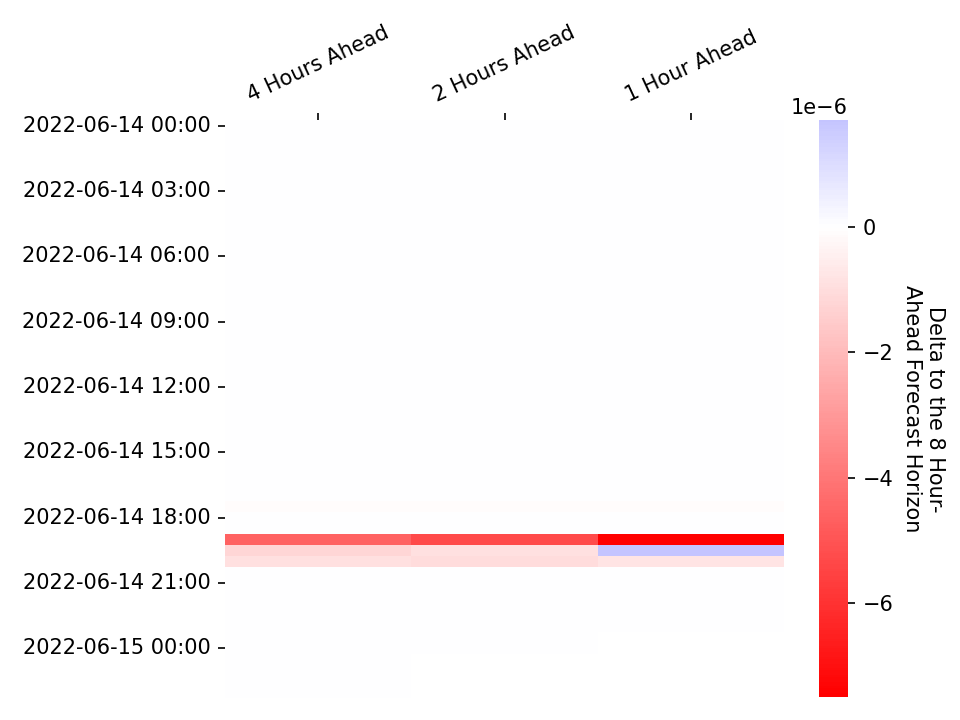 4 Hours Ahead
2 Hours Ahead
1 Hour Ahead
1e−6
2022-06-14 00:00
2022-06-14 03:00
2022-06-14 06:00
2022-06-14 09:00
2022-06-14 12:00
2022-06-14 15:00
2022-06-14 18:00
2022-06-14 21:00
2022-06-15 00:00
0
−2
−4
−6
Delta to the 8 Hour-
Ahead Forecast Horizon